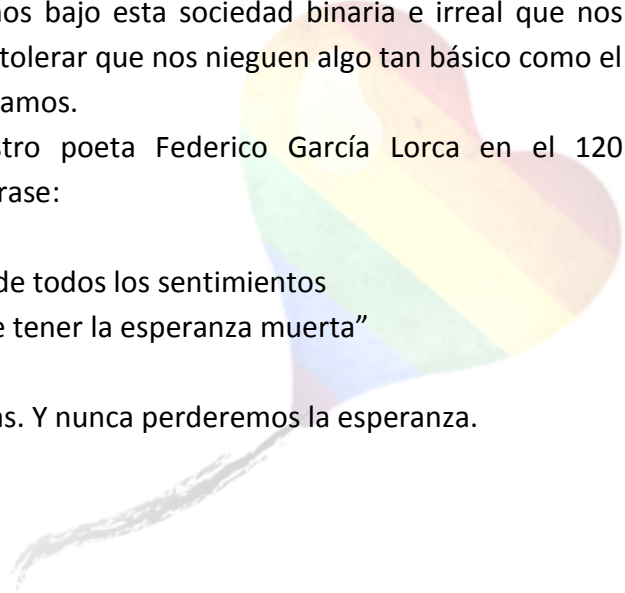 nos bajo esta sociedad binaria e irreal que nos
tolerar que nos nieguen algo tan básico como el
amos.
stro poeta Federico García Lorca en el 120
rase:
de todos los sentimientos
e tener la esperanza muerta”
as. Y nunca perderemos la esperanza.